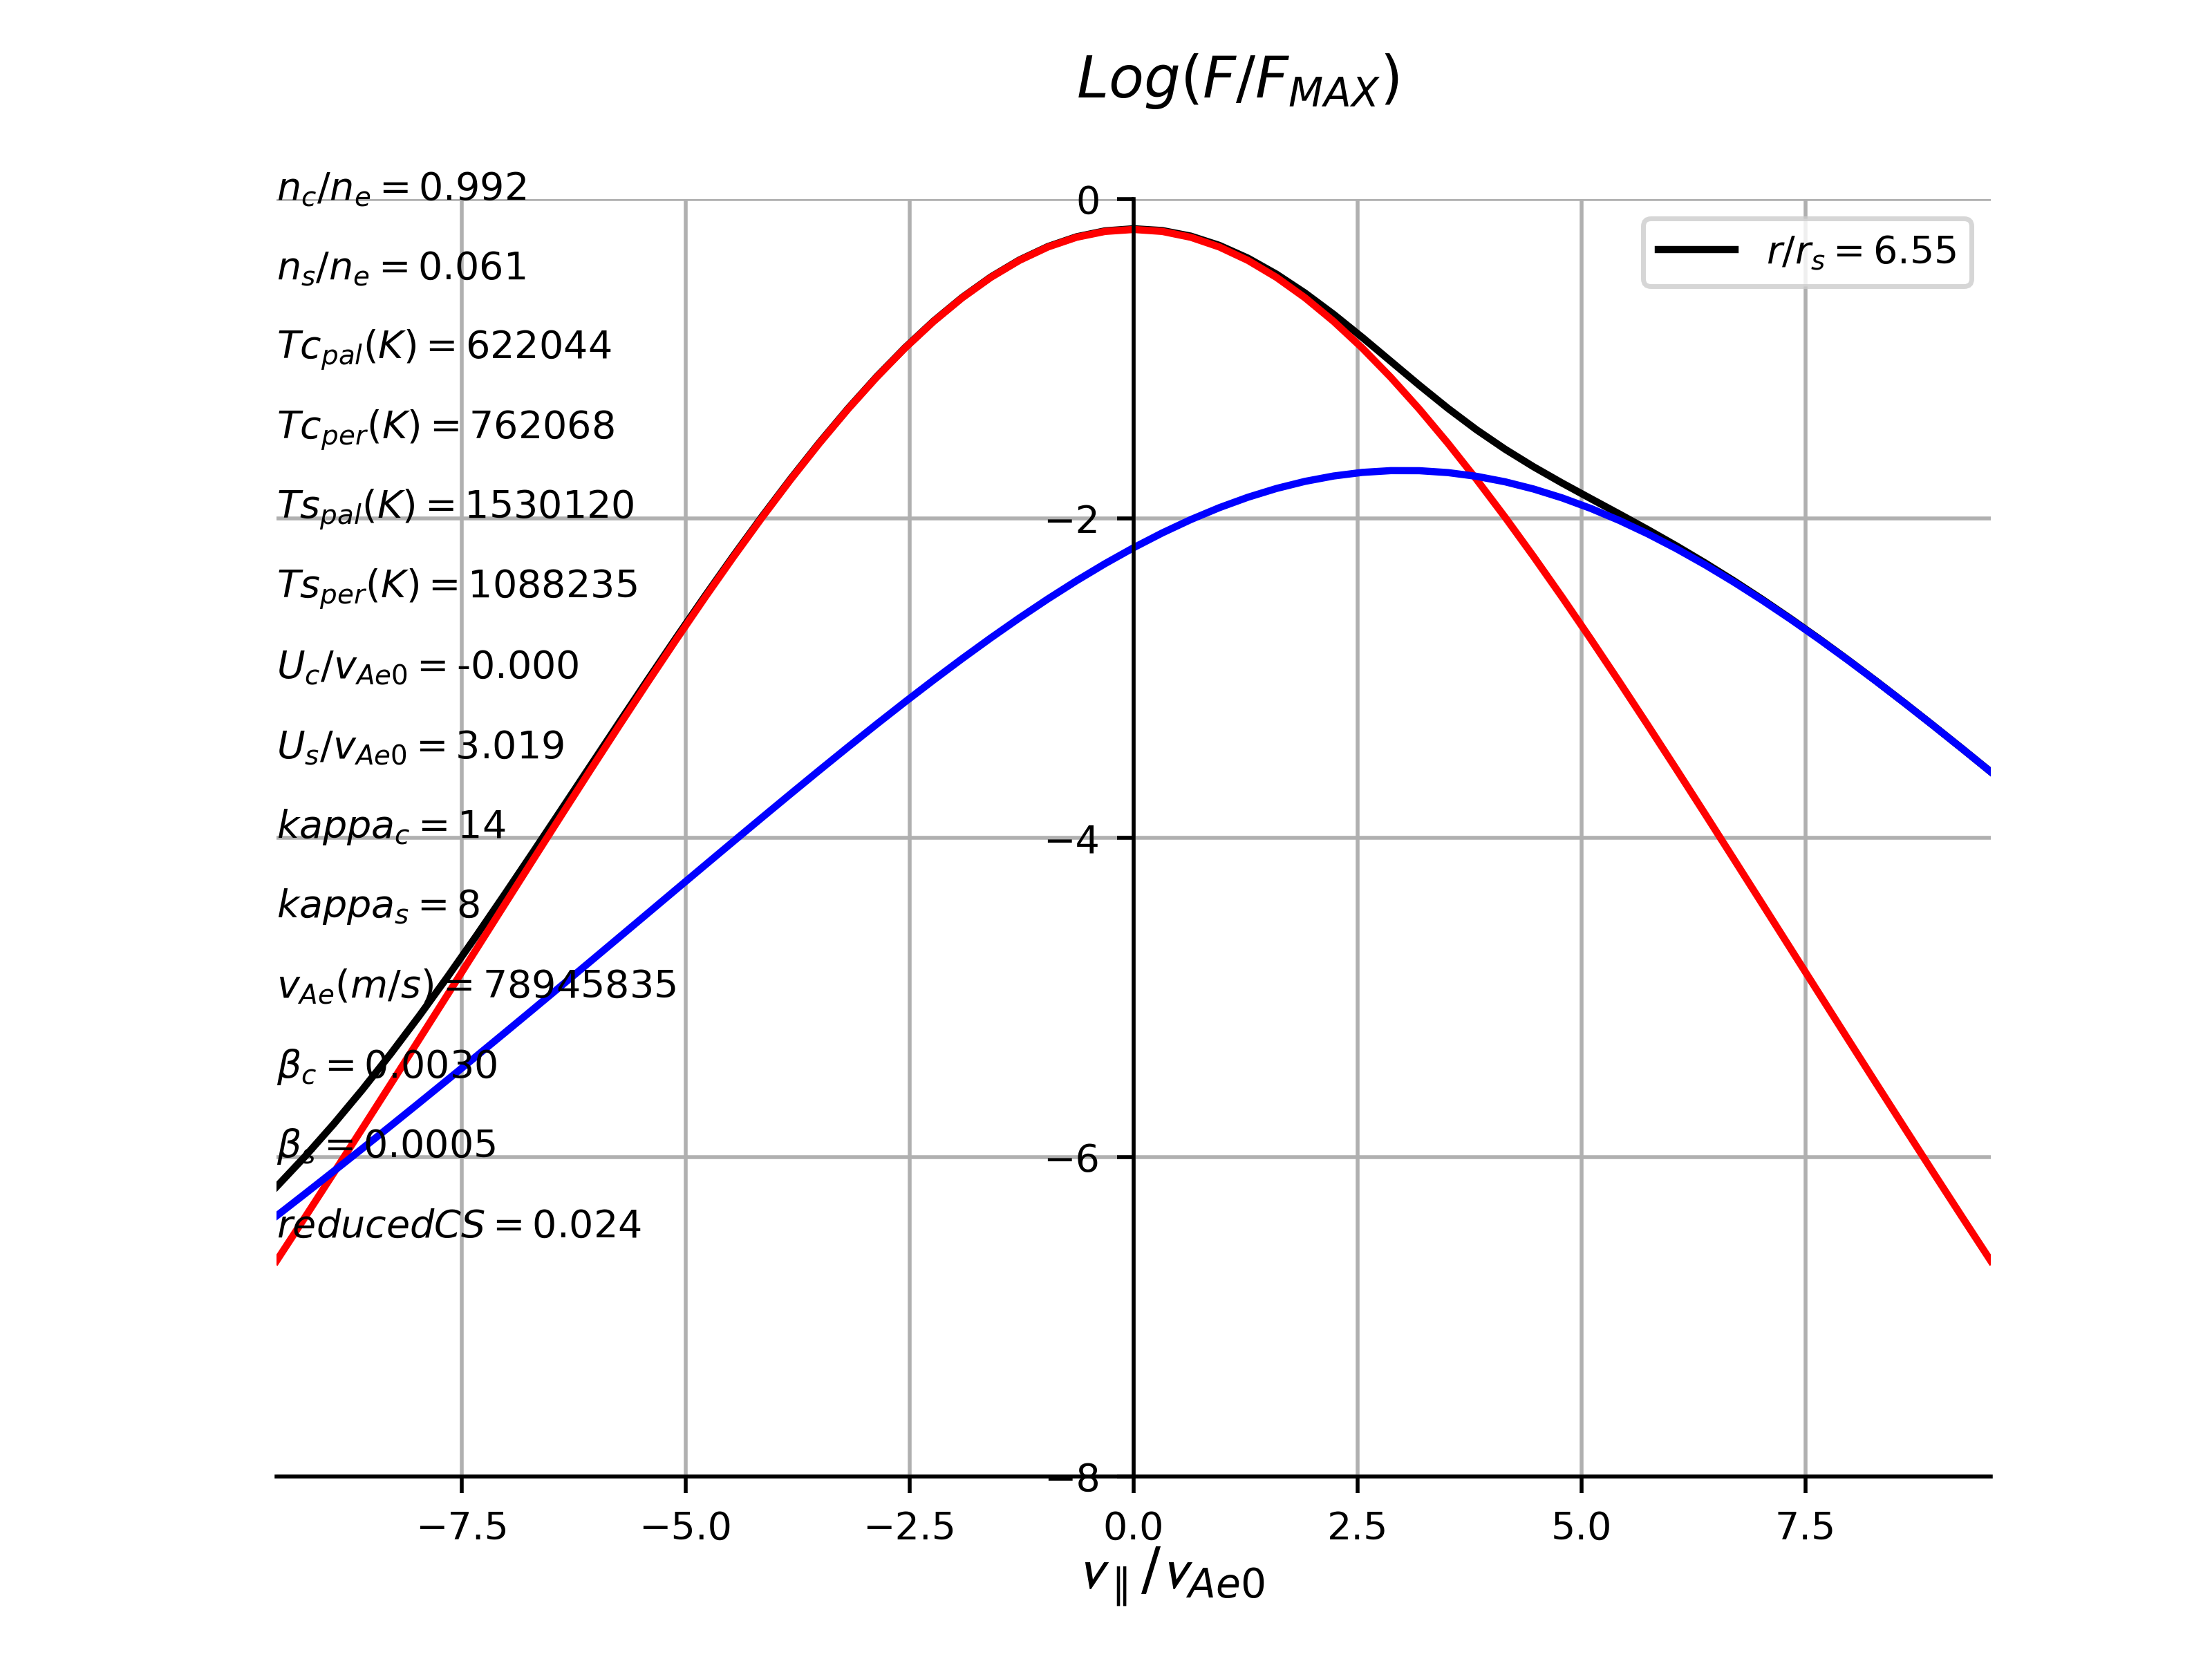 Log(F/F_MAX)
n_c/n_e = 0.992
n_s/n_e = 0.061
Tc_pal(K) = 622044
Tc_per(K) = 762068
Ts_pal(K) = 1530120
Ts_per(K) = 1088235
U_c/v_Ae0 = -0.000
U_s/v_Ae0 = 3.019
kappa_c = 14
kappa_s = 8
v_Ae(m/s) = 78945835
β_c = 0.0030
β_s = 0.0005
reducedCS = 0.024
r/r_s = 6.55
0
−2
−4
−6
−8
−7.5 −5.0 −2.5 0.0 2.5 5.0 7.5
v_∥/v_Ae0